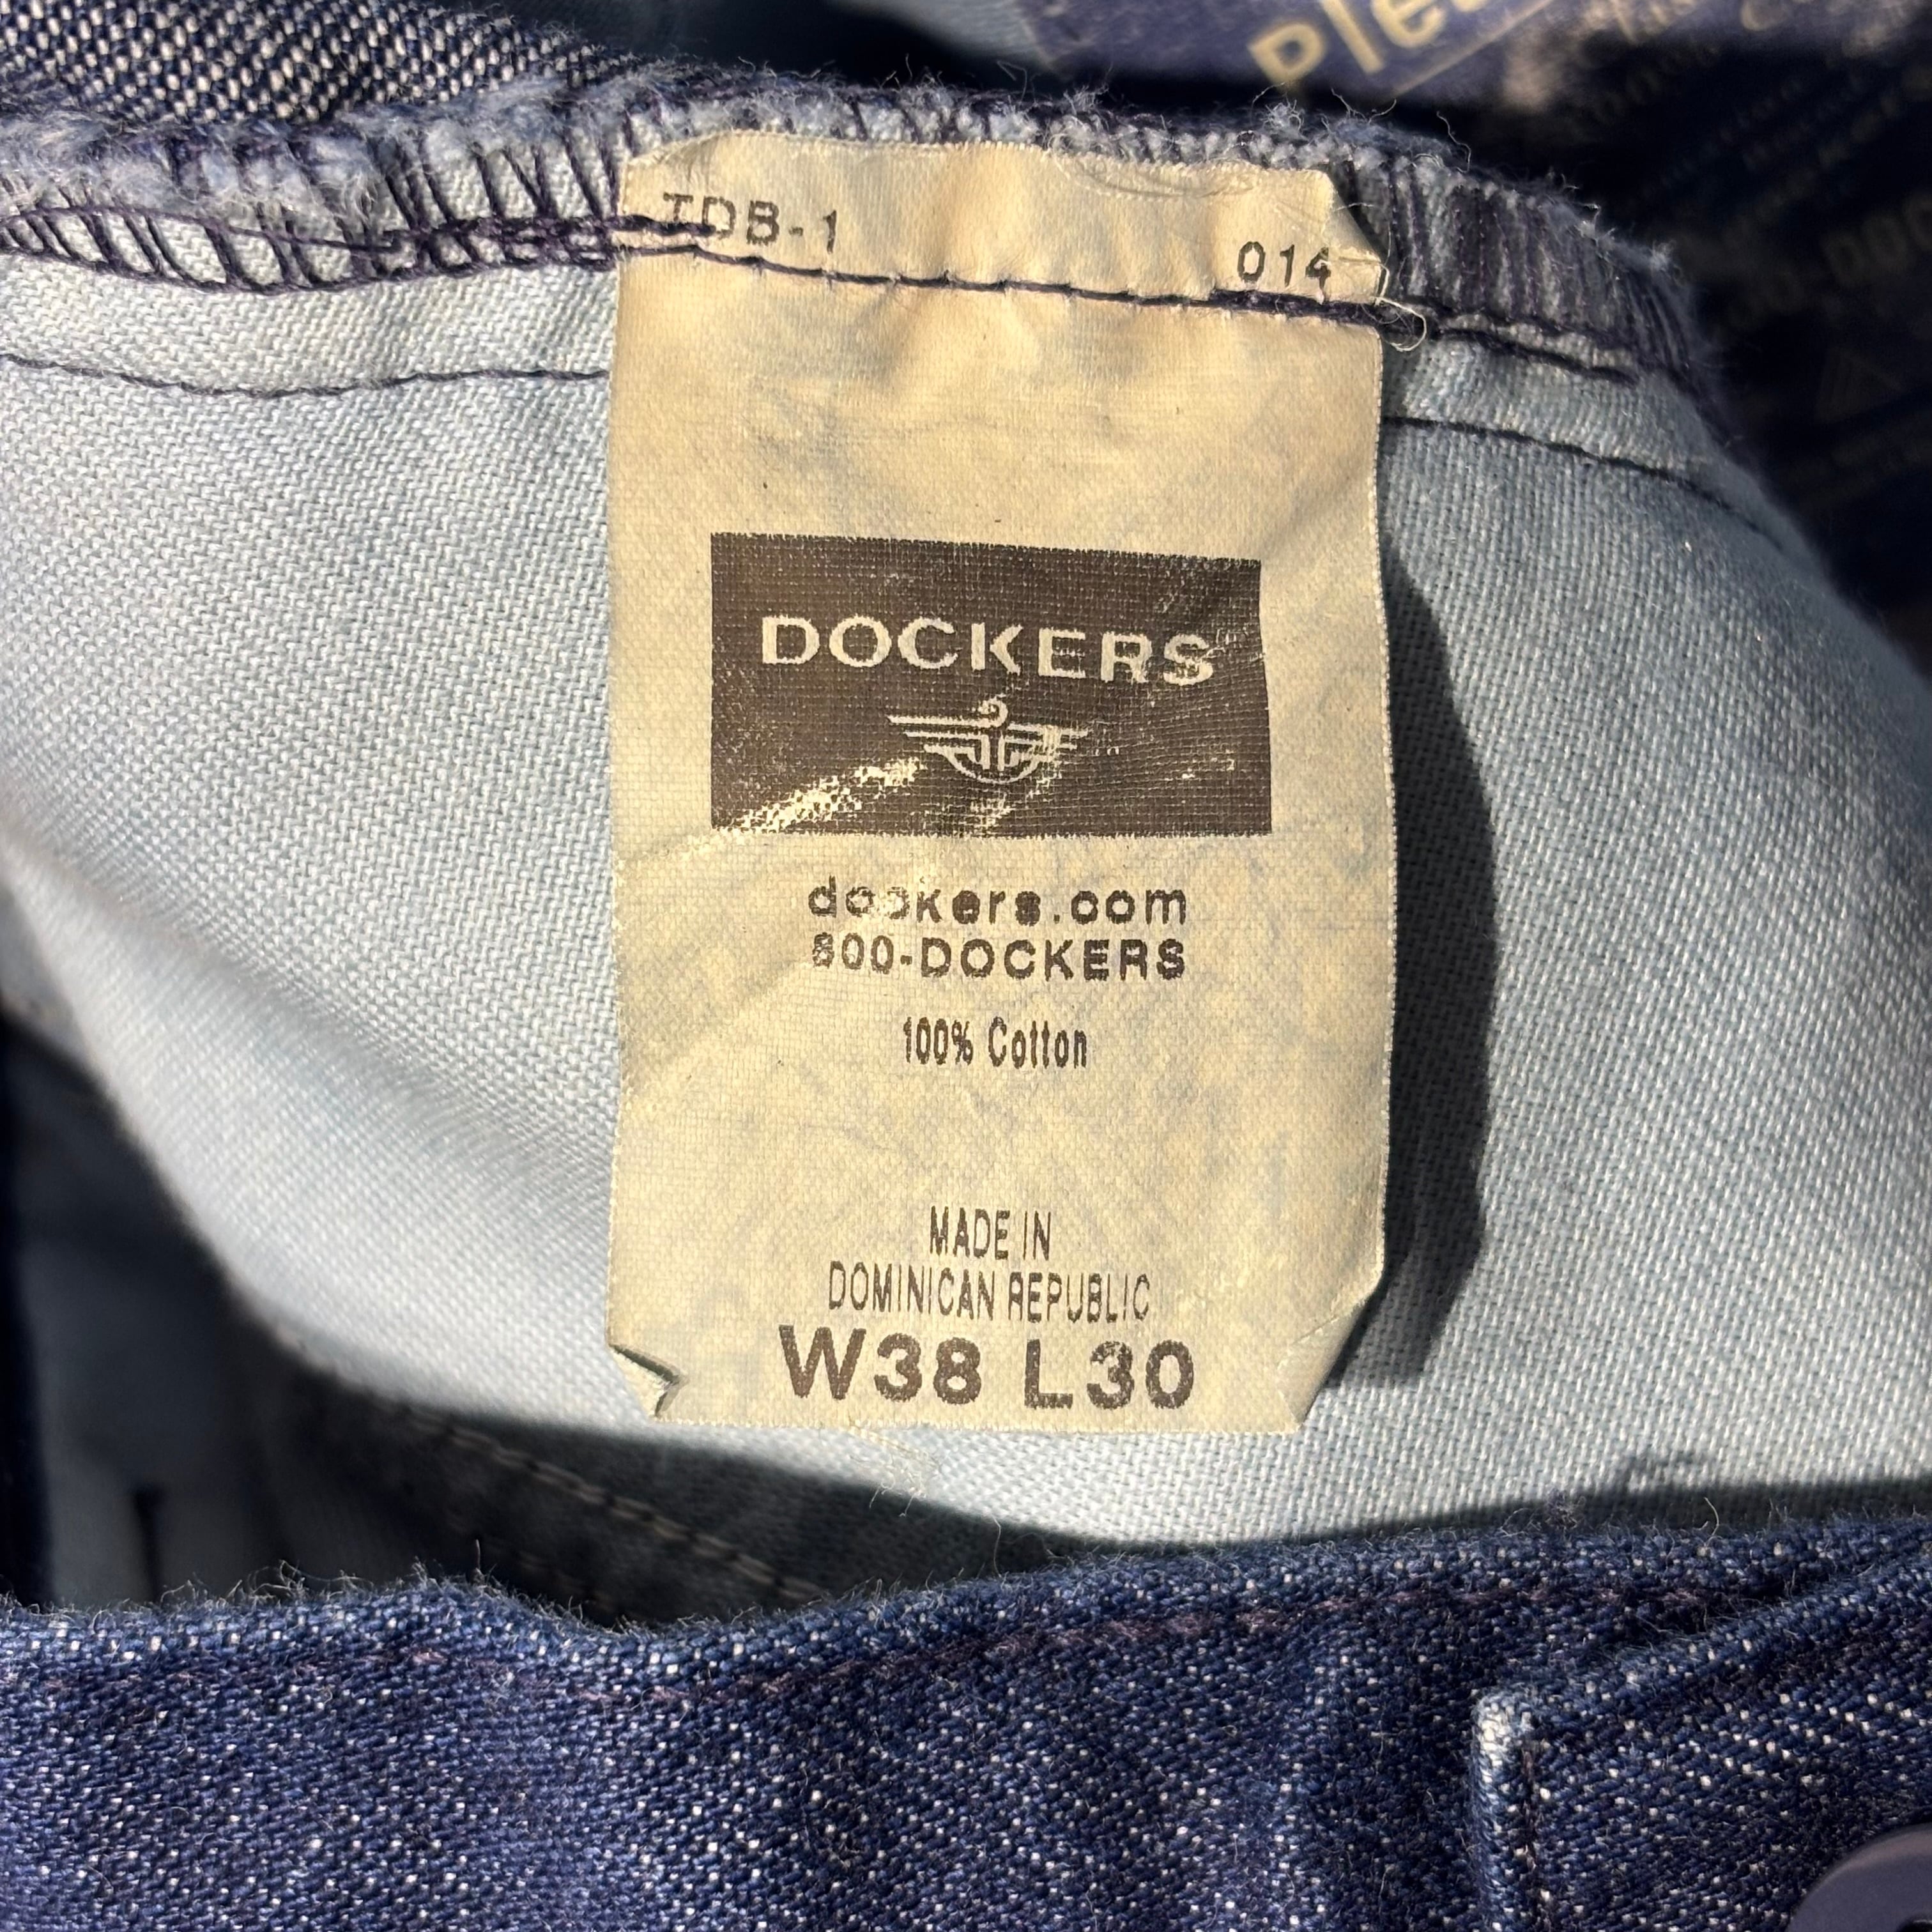 TDB-1 014
DOCKERS
dockers.com
800-DOCKERS
100% Cotton
MADE IN
DOMINICAN REPUBLIC
W38 L30